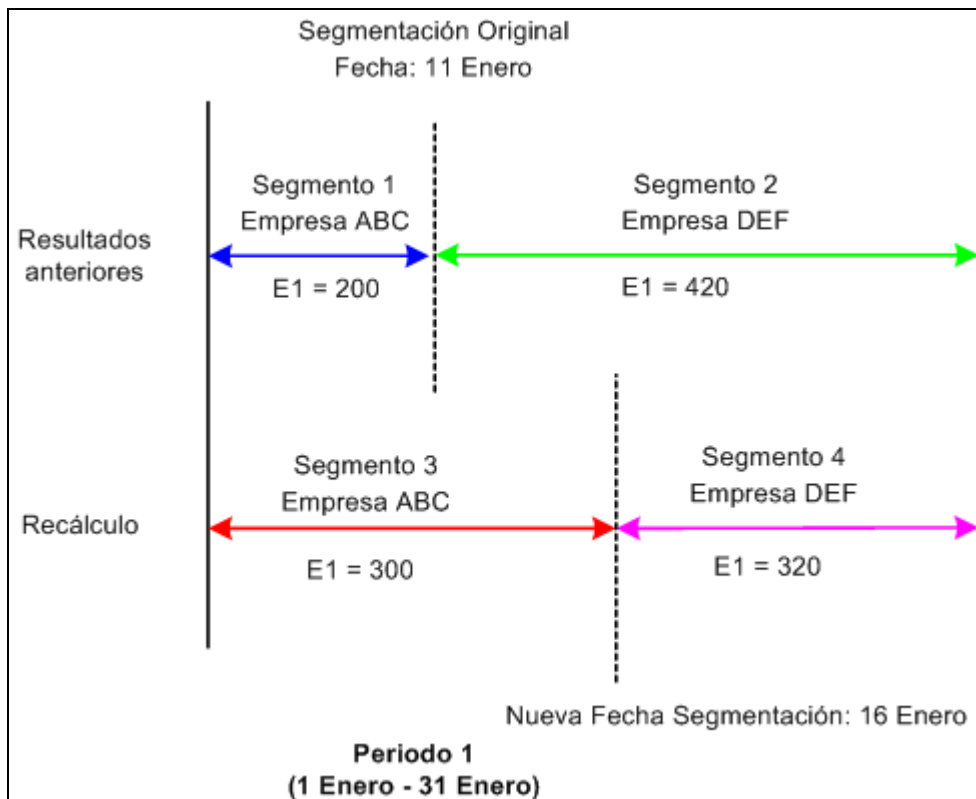 Segmentación Original
Fecha: 11 Enero
Segmento 1
Empresa ABC
Segmento 2
Empresa DEF
Resultados
anteriores
E1 = 200
E1 = 420
Segmento 3
Empresa ABC
Segmento 4
Empresa DEF
Recálculo
E1 = 300
E1 = 320
Nueva Fecha Segmentación: 16 Enero
Periodo 1
(1 Enero - 31 Enero)